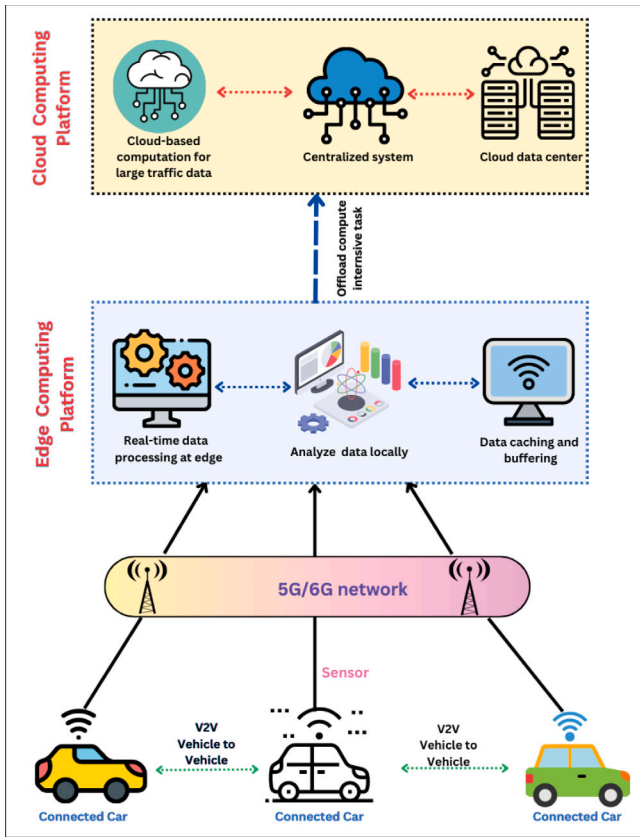 Cloud Computing
Platform
Cloud-based
computation for
large traffic data
Centralized system
Cloud data center
Offload compute
internsive task
Edge Computing
Platform
Real-time data
processing at edge
Analyze data locally
Data caching and
buffering
5G/6G network
Sensor
V2V
Vehicle to
Vehicle
V2V
Vehicle to
Vehicle
Connected Car
Connected Car
Connected Car